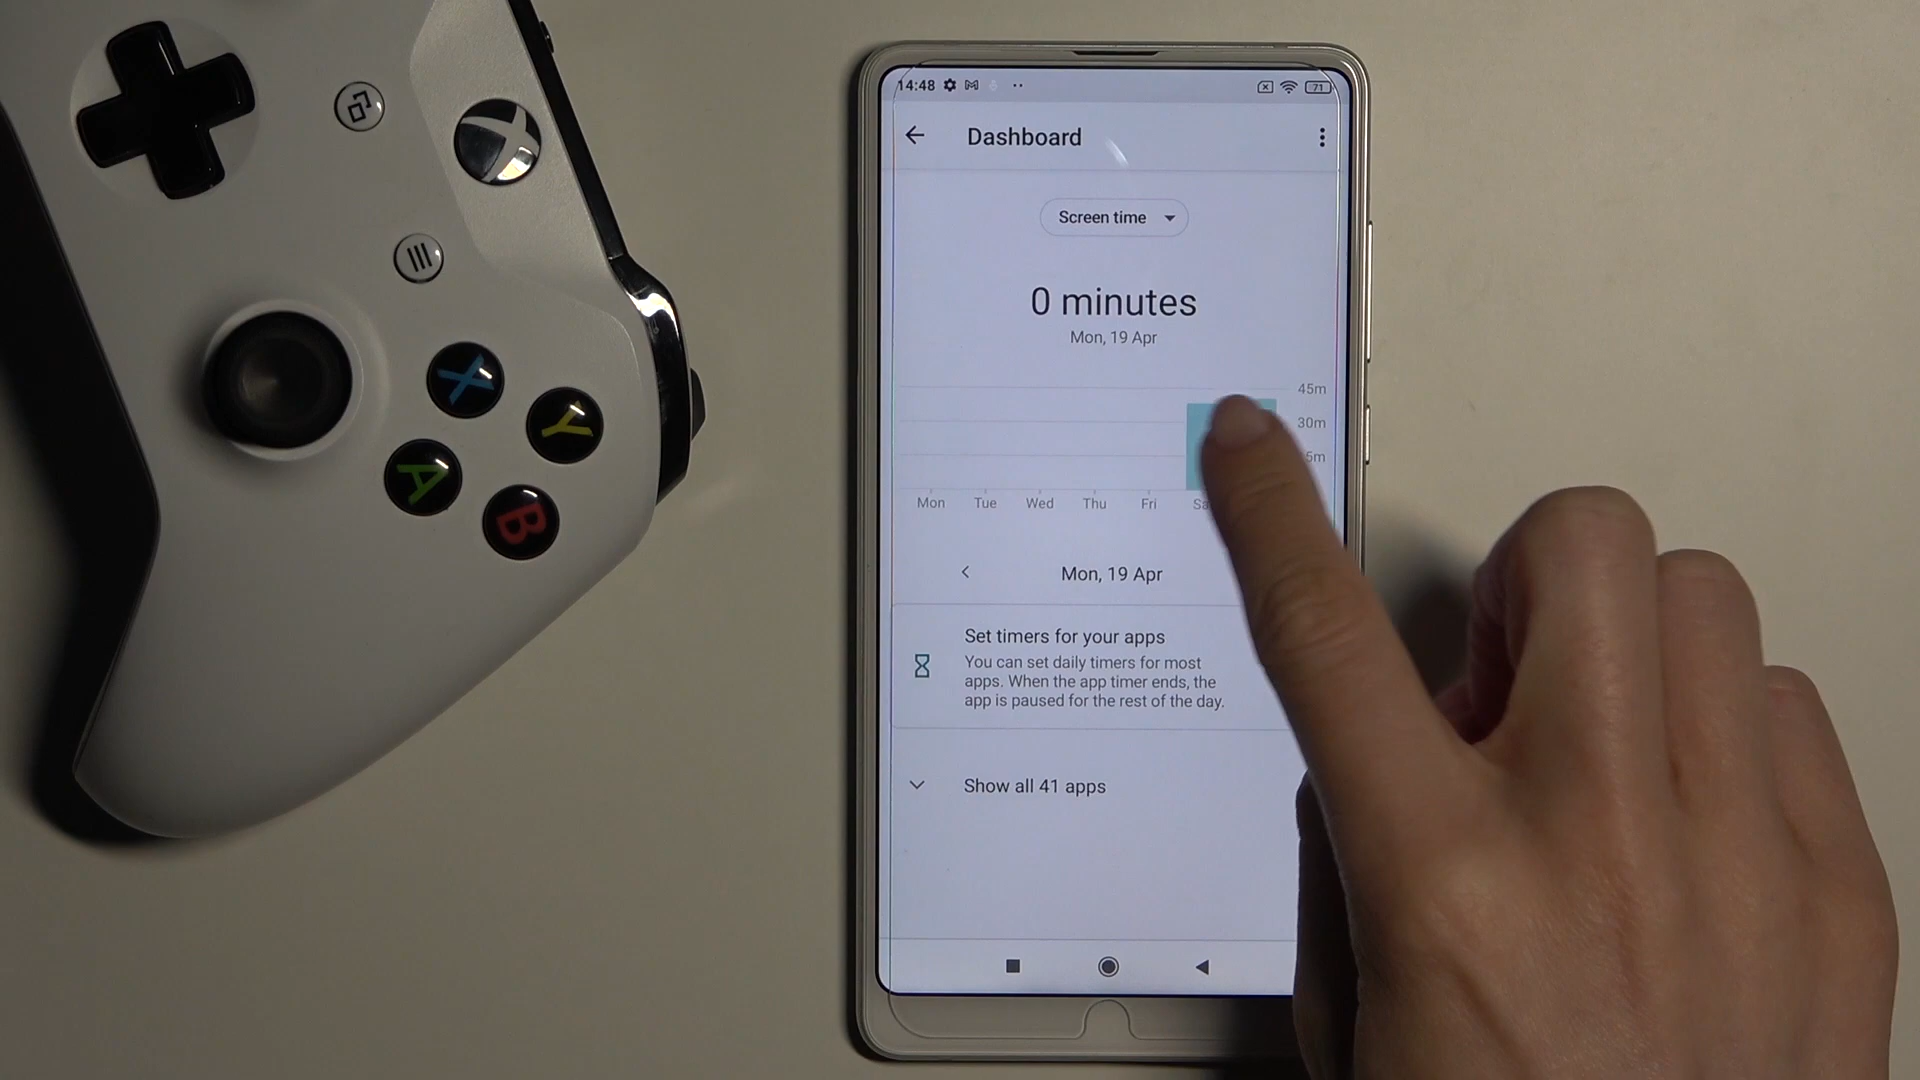 14:48
71
Dashboard
Screen time
0 minutes
Mon, 19 Apr
45m
30m
5m
Mon Tue Wed Thu Fri
Mon, 19 Apr
Set timers for your apps
You can set daily timers for most
apps. When the app timer ends, the
app is paused for the rest of the day.
Show all 41 apps
X
Y
A
B